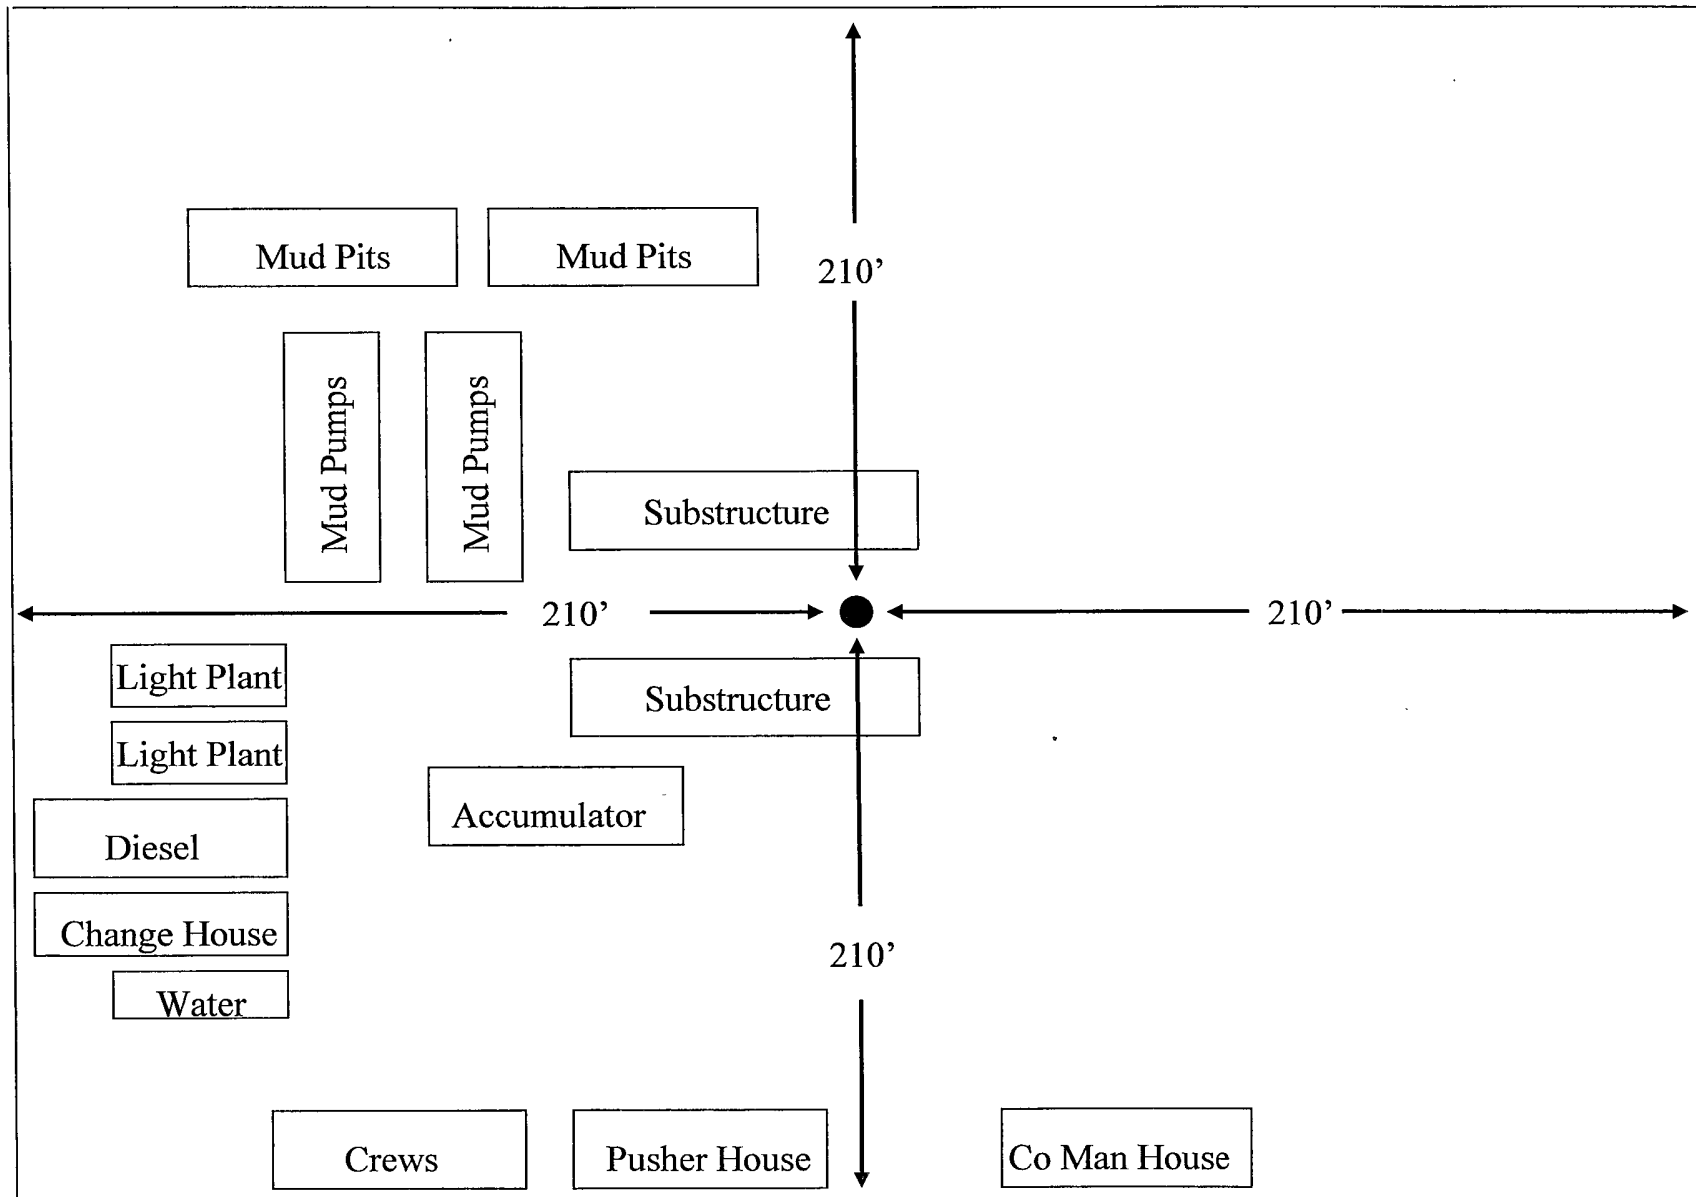 Mud Pits
Mud Pits
210’
Mud Pumps
Mud Pumps
Substructure
210’
210’
Light Plant
Substructure
Light Plant
Accumulator
Diesel
Change House
210’
Water
Crews
Pusher House
Co Man House